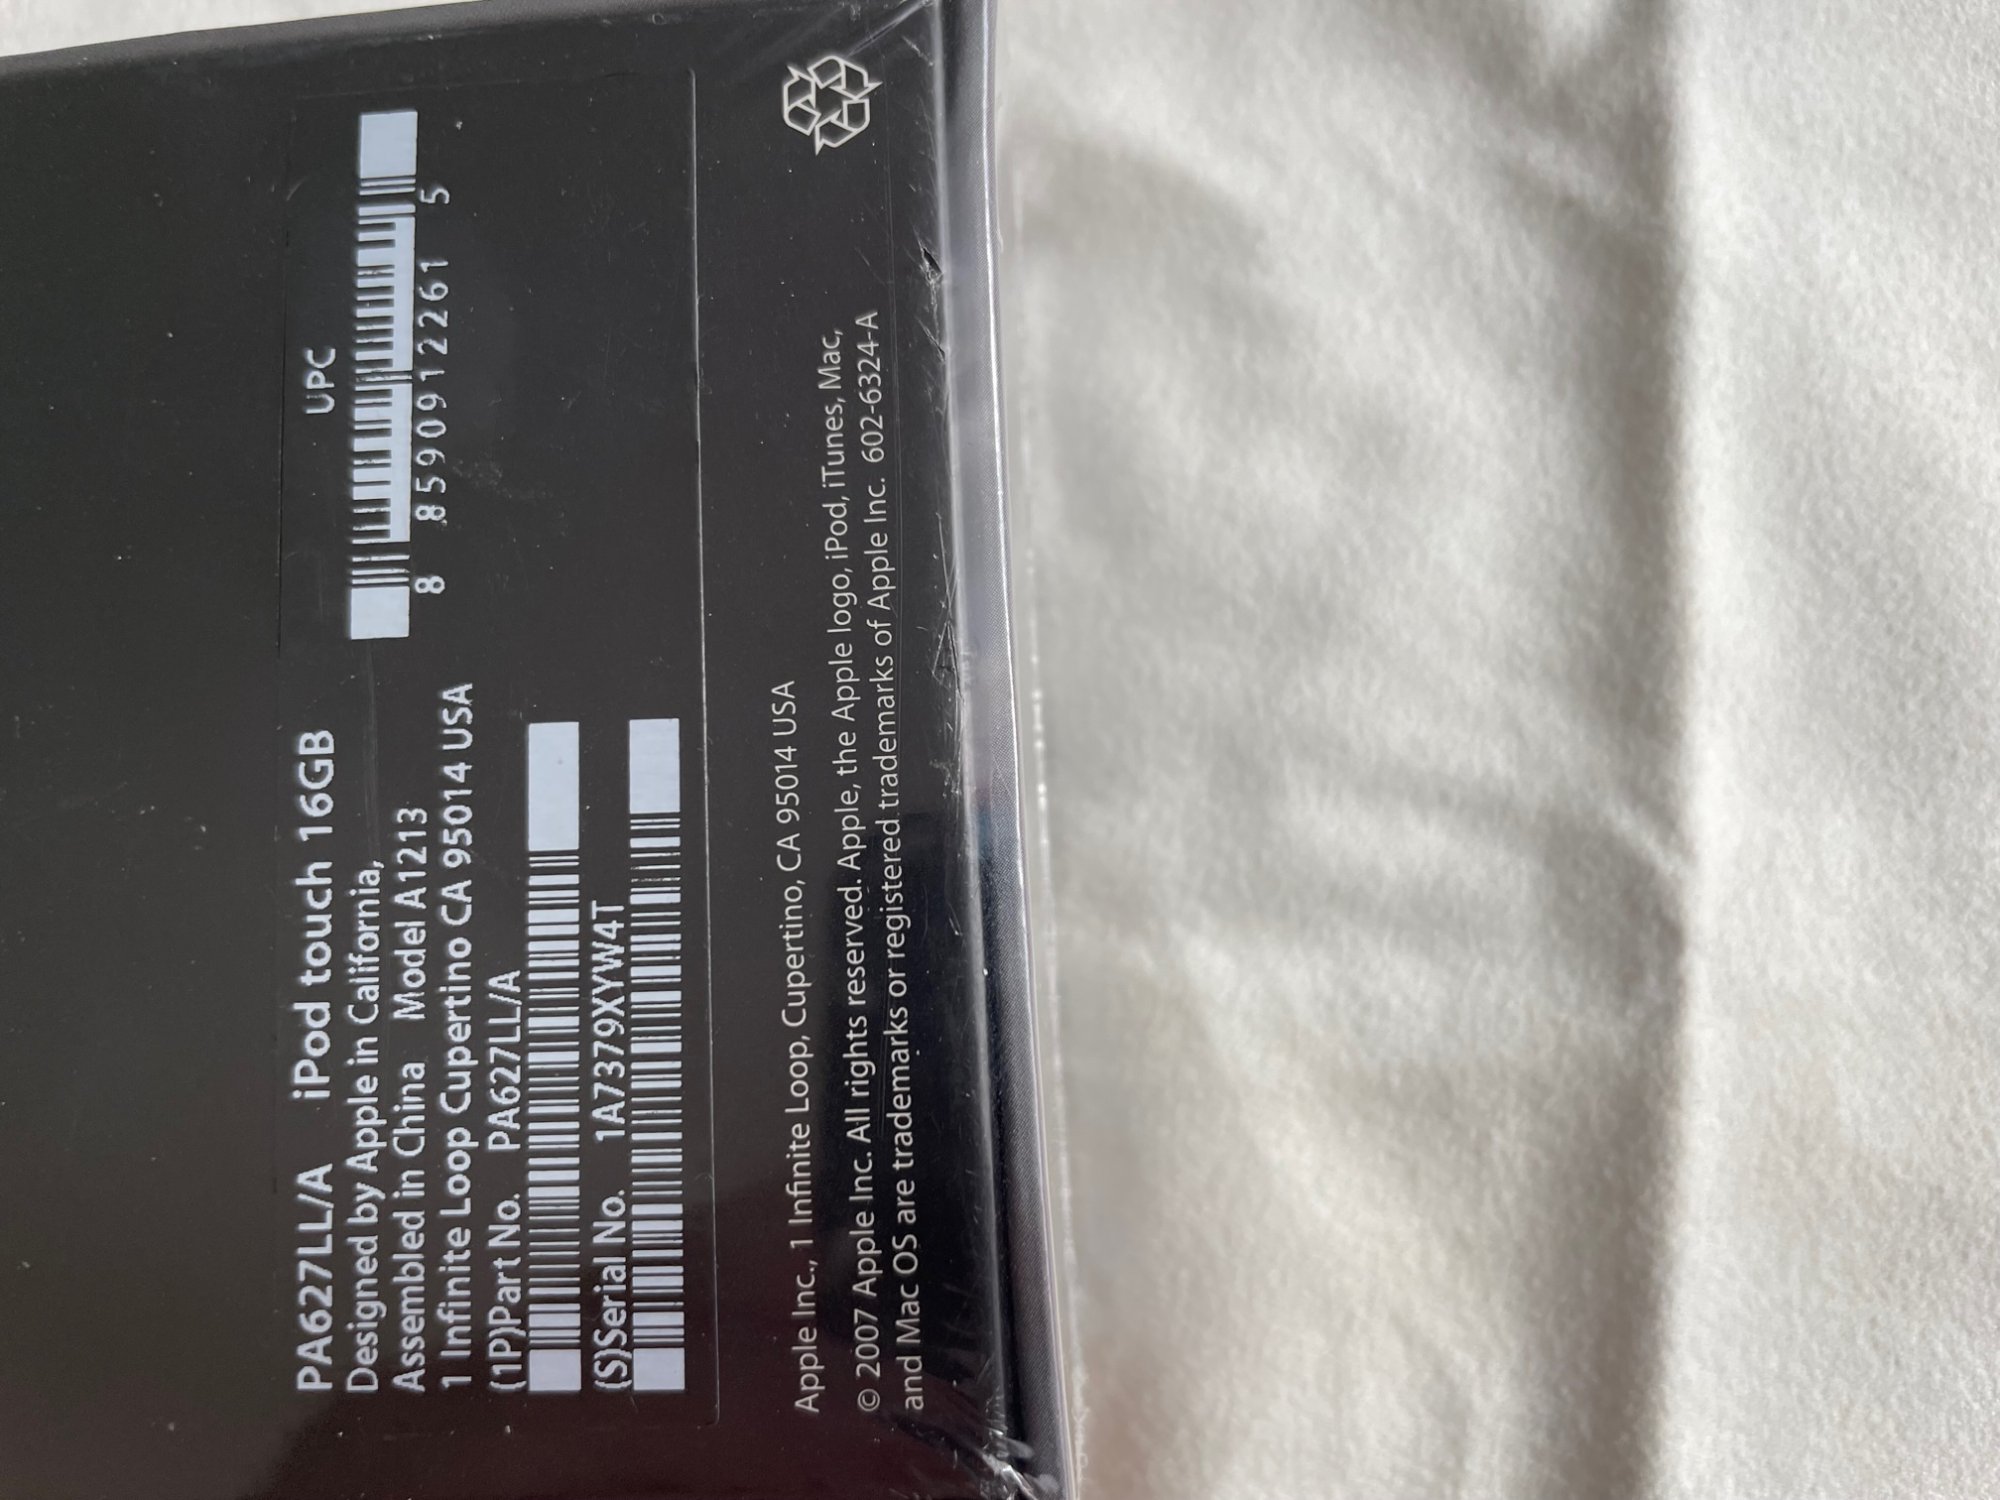 PA627LL/A iPod touch 16GB
Designed by Apple in California,
Assembled in China Model A1213
1 Infinite Loop Cupertino CA 95014 USA
(1P)Part No. PA627LL/A
(S)Serial No. 1A7379XYW4T
UPC
8 85909 12261 5
Apple Inc., 1 Infinite Loop, Cupertino, CA 95014 USA
© 2007 Apple Inc. All rights reserved. Apple, the Apple logo, iPod, iTunes, Mac,
and Mac OS are trademarks or registered trademarks of Apple Inc. 602-6324-A